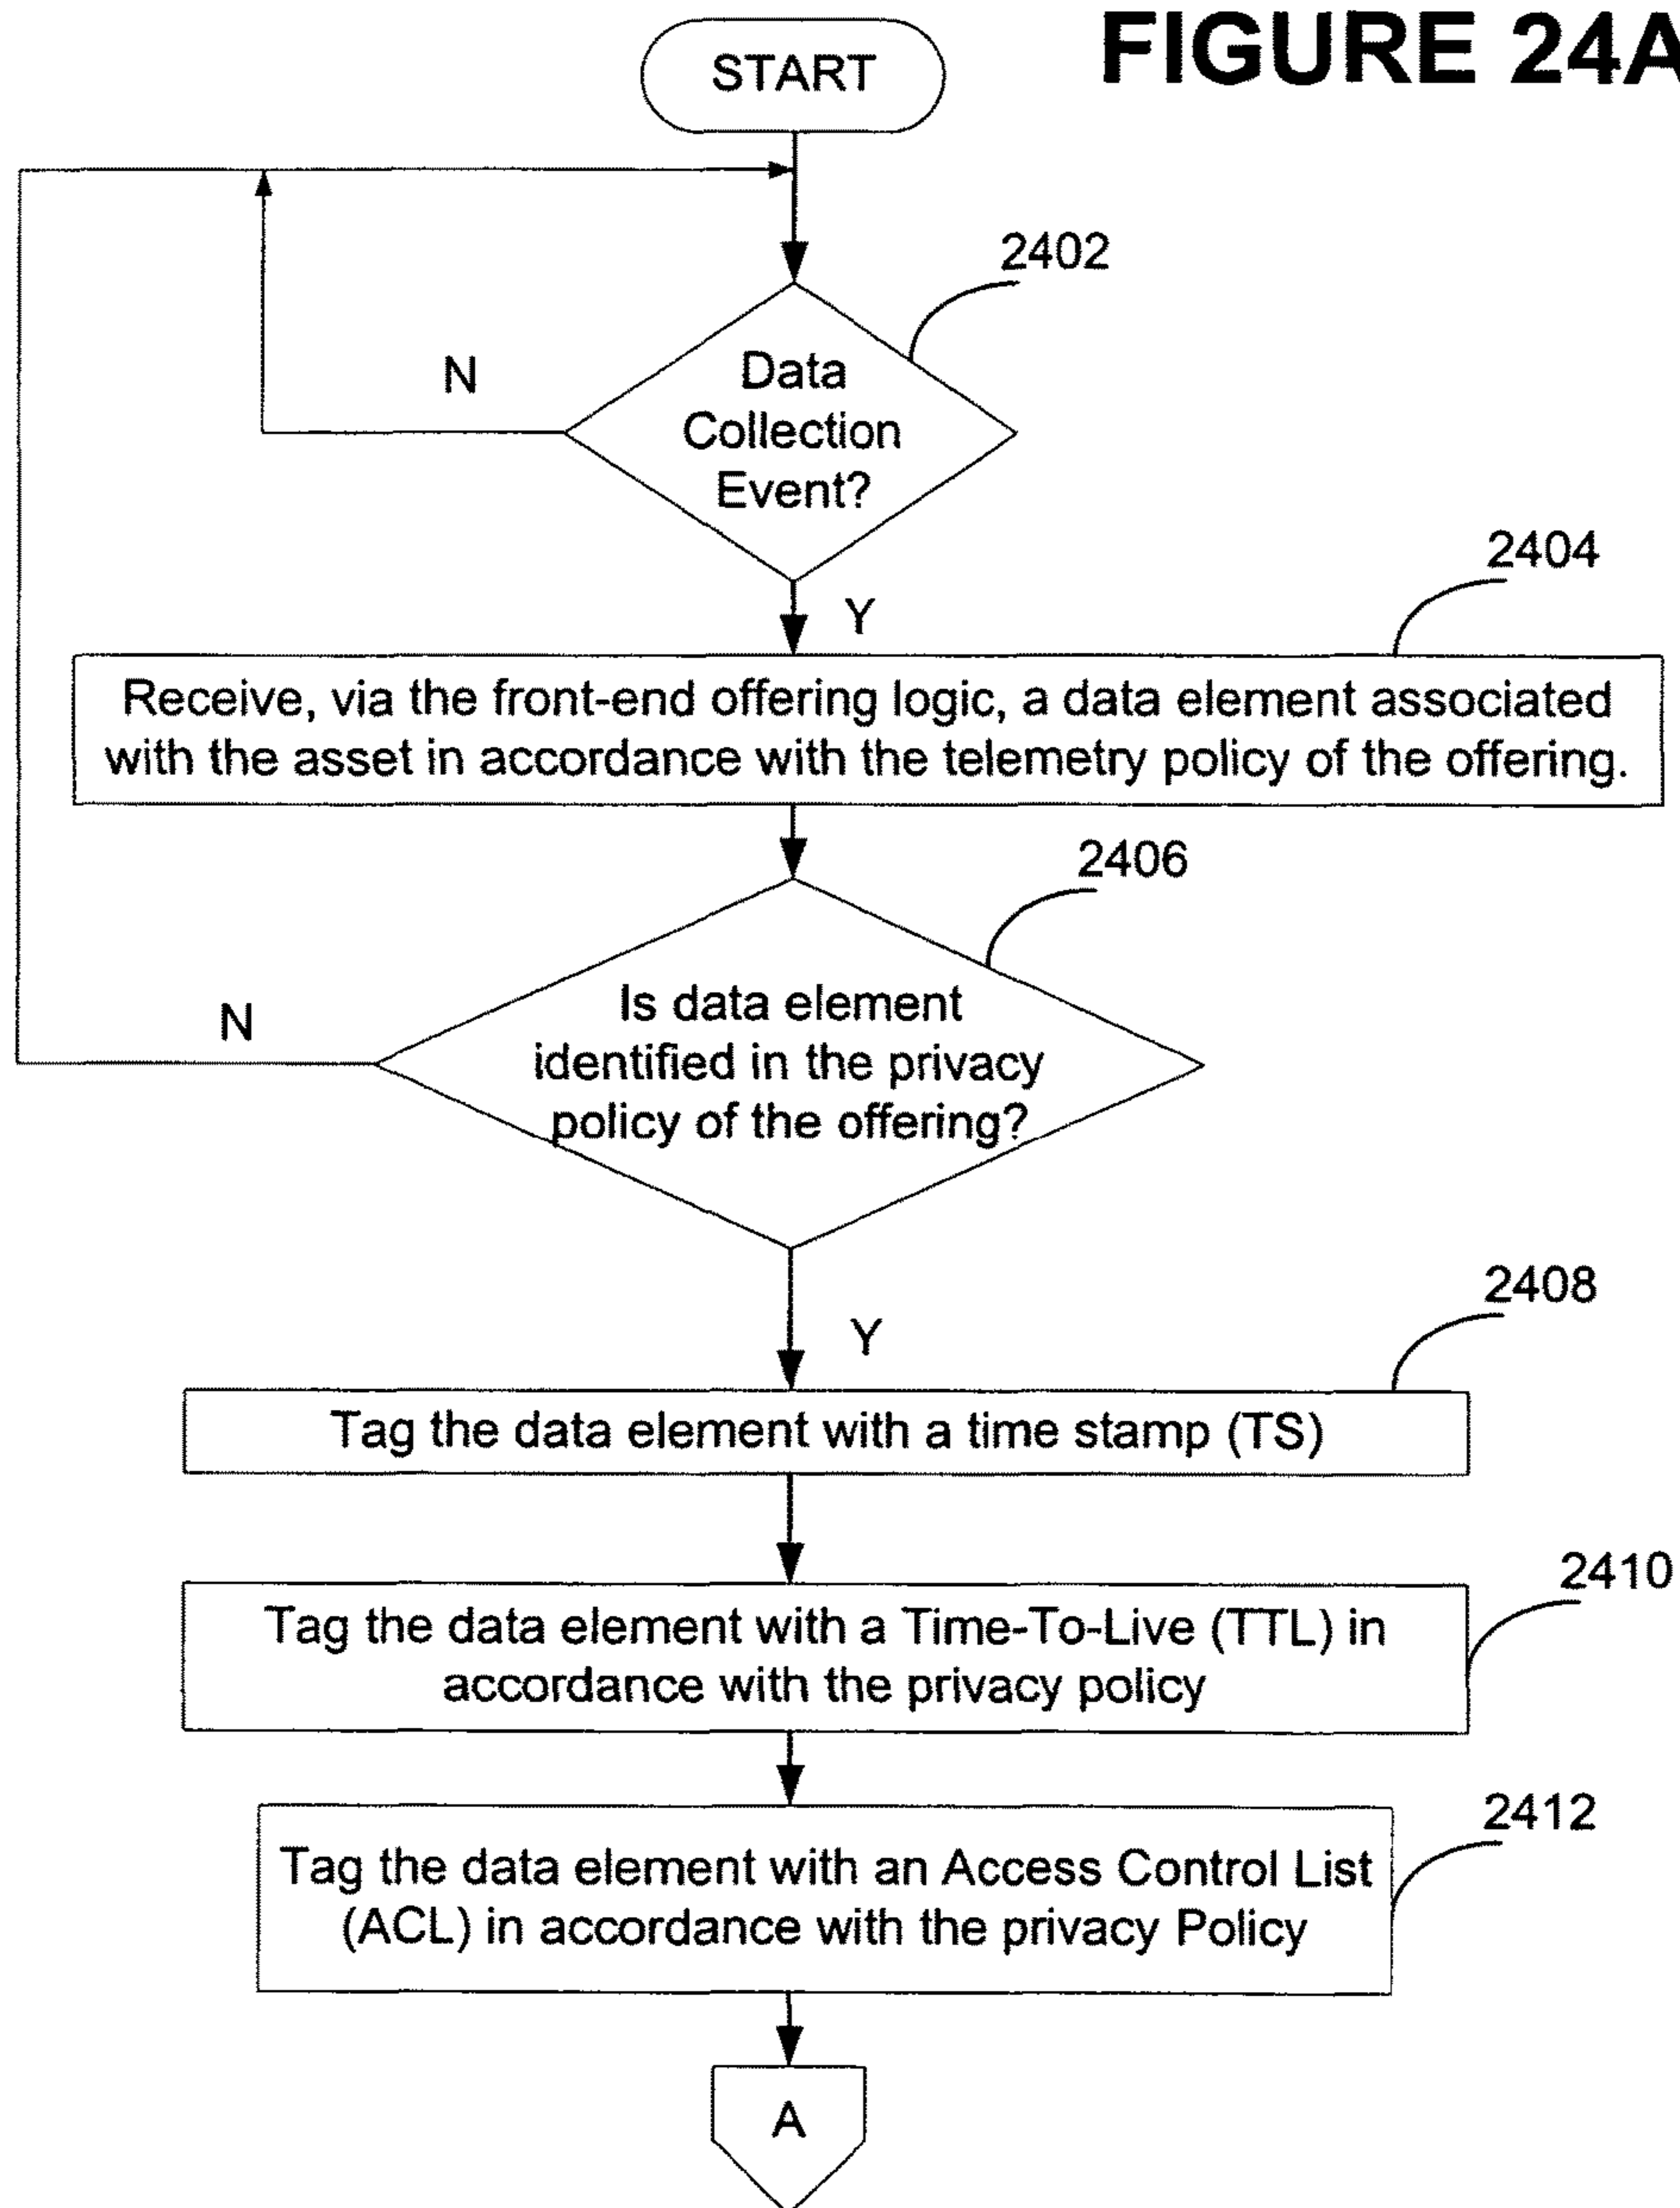 FIGURE 24A
START
2402
N
Data
Collection
Event?
2404
Y
Receive, via the front-end offering logic, a data element associated
with the asset in accordance with the telemetry policy of the offering.
2406
N
Is data element
identified in the privacy
policy of the offering?
2408
Y
Tag the data element with a time stamp (TS)
2410
Tag the data element with a Time-To-Live (TTL) in
accordance with the privacy policy
2412
Tag the data element with an Access Control List
(ACL) in accordance with the privacy Policy
A